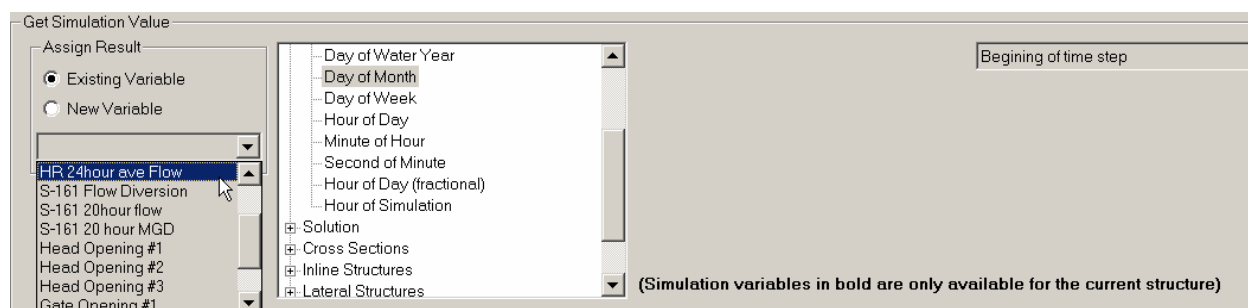 Get Simulation Value
Assign Result
Existing Variable
New Variable
HR 24hour ave Flow
S-161 Flow Diversion
S-161 20hour flow
S-161 20 hour MGD
Head Opening #1
Head Opening #2
Head Opening #3
Gate Opening #1
Day of Water Year
Day of Month
Day of Week
Hour of Day
Minute of Hour
Second of Minute
Hour of Day (fractional)
Hour of Simulation
Solution
Cross Sections
Inline Structures
Lateral Structures
Begining of time step
(Simulation variables in bold are only available for the current structure)